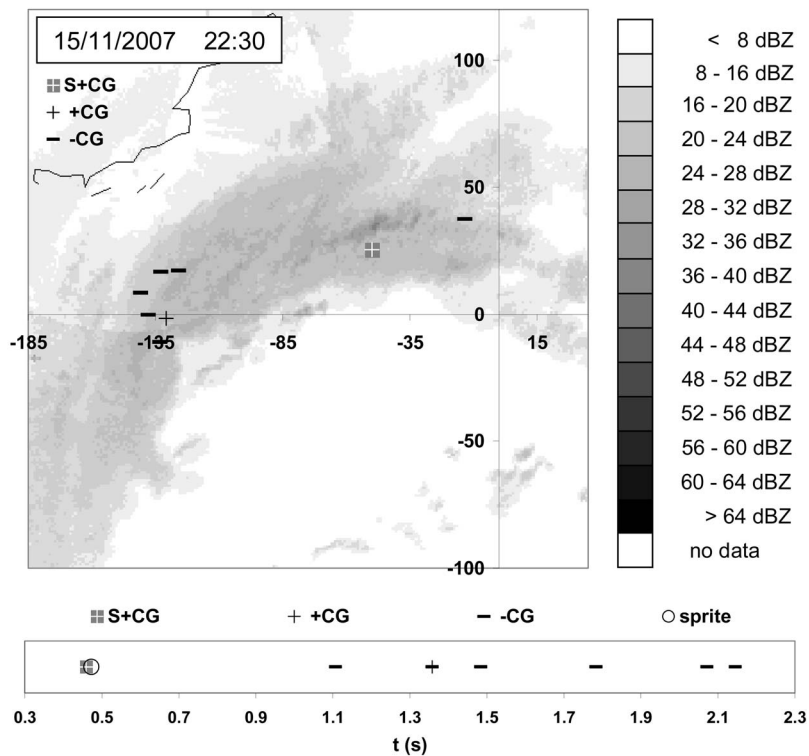 15/11/2007 22:30
S+CG
+CG
-CG
100
50
0
-185 -135 -85 -35 15
-50
-100
< 8 dBZ
8 - 16 dBZ
16 - 20 dBZ
20 - 24 dBZ
24 - 28 dBZ
28 - 32 dBZ
32 - 36 dBZ
36 - 40 dBZ
40 - 44 dBZ
44 - 48 dBZ
48 - 52 dBZ
52 - 56 dBZ
56 - 60 dBZ
60 - 64 dBZ
> 64 dBZ
no data
S+CG +CG -CG sprite
0.3 0.5 0.7 0.9 1.1 1.3 1.5 1.7 1.9 2.1 2.3
t (s)